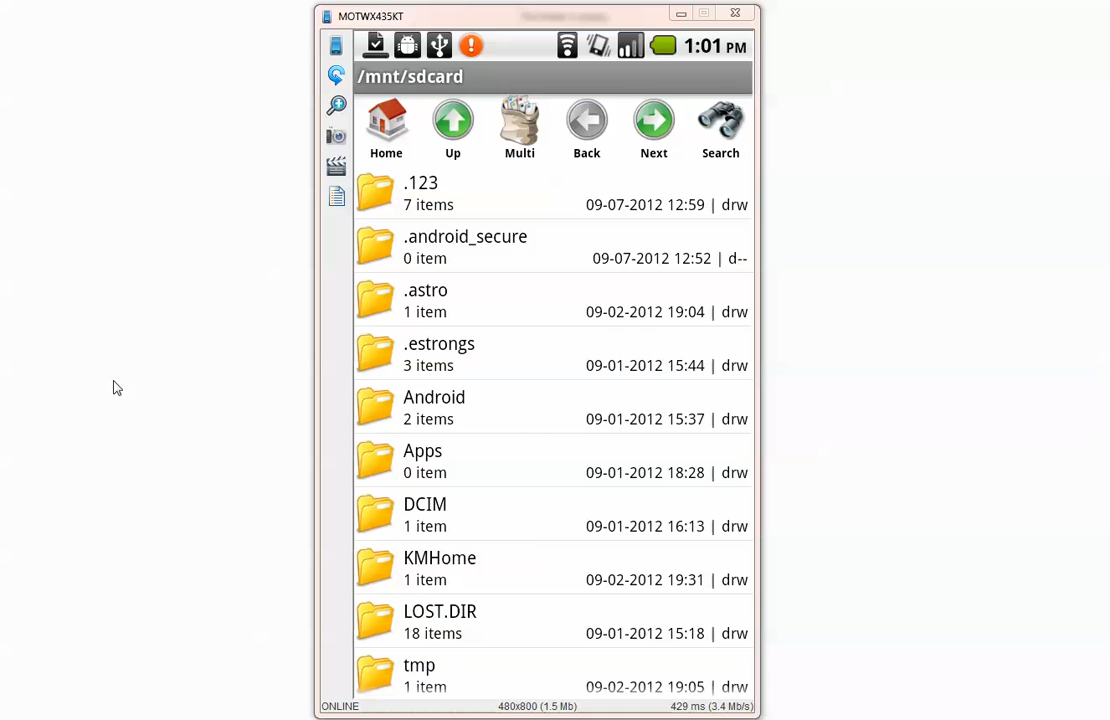 MOTWX435KT
1:01 PM
/mnt/sdcard
Home Up Multi Back Next Search
.123
7 items 09-07-2012 12:59 | drw
.android_secure
0 item 09-07-2012 12:52 | d--
.astro
1 item 09-02-2012 19:04 | drw
.estrongs
3 items 09-01-2012 15:44 | drw
Android
2 items 09-01-2012 15:37 | drw
Apps
0 item 09-01-2012 18:28 | drw
DCIM
1 item 09-01-2012 16:13 | drw
KMHome
1 item 09-02-2012 19:31 | drw
LOST.DIR
18 items 09-01-2012 15:18 | drw
tmp
1 item 09-02-2012 19:05 | drw
ONLINE 480x800 (1.5 Mb) 429 ms (3.4 Mb/s)